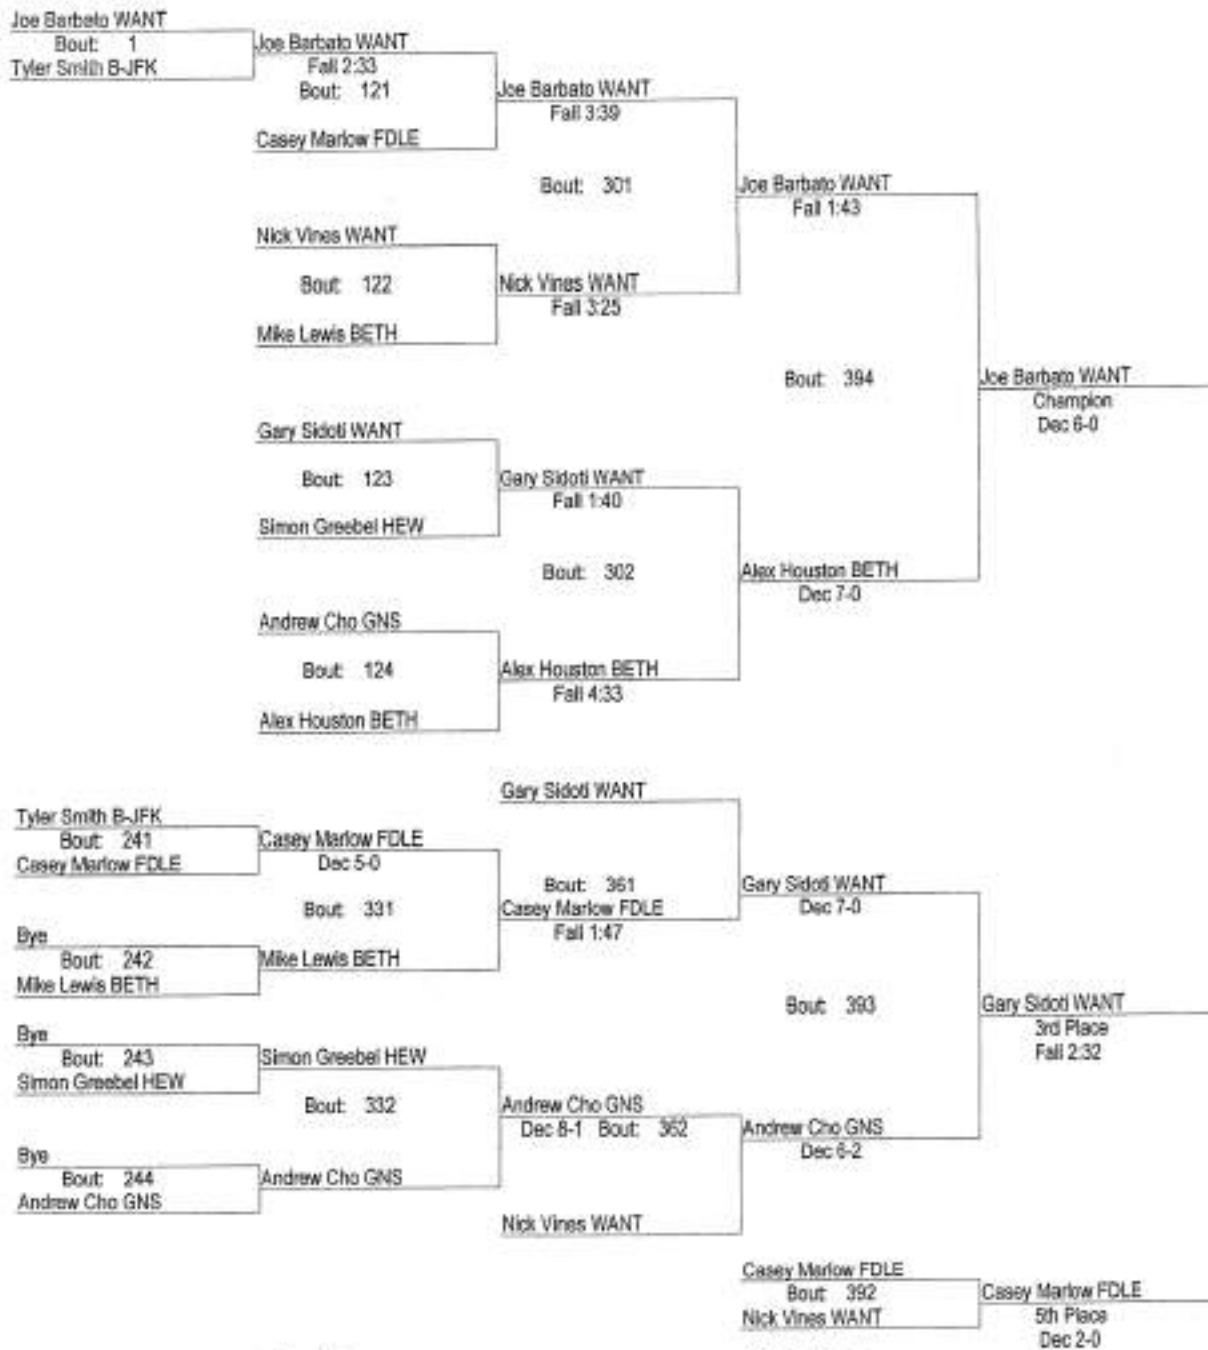 Joe Barbato WANT
Bout: 1
Tyler Smith B-JFK
Joe Barbato WANT
Fall 2:33
Bout: 121
Casey Marlow FDLE
Joe Barbato WANT
Fall 3:39
Bout: 301
Nick Vines WANT
Bout: 122
Mike Lewis BETH
Nick Vines WANT
Fall 3:25
Joe Barbato WANT
Fall 1:43
Bout: 394
Joe Barbato WANT
Champion
Dec 6-0
Gary Sidoti WANT
Bout: 123
Simon Greebel HEW
Gary Sidoti WANT
Fall 1:40
Bout: 302
Andrew Cho GNS
Bout: 124
Alex Houston BETH
Alex Houston BETH
Fall 4:33
Alex Houston BETH
Dec 7-0
Tyler Smith B-JFK
Bout: 241
Casey Marlow FDLE
Casey Marlow FDLE
Dec 5-0
Bout: 331
Bye
Bout: 242
Mike Lewis BETH
Mike Lewis BETH
Gary Sidoti WANT
Bout: 361
Casey Marlow FDLE
Fall 1:47
Gary Sidoti WANT
Dec 7-0
Bout: 393
Gary Sidoti WANT
3rd Place
Fall 2:32
Bye
Bout: 243
Simon Greebel HEW
Simon Greebel HEW
Bout: 332
Bye
Bout: 244
Andrew Cho GNS
Andrew Cho GNS
Andrew Cho GNS
Dec 8-1 Bout: 362
Nick Vines WANT
Andrew Cho GNS
Dec 6-2
Casey Marlow FDLE
Bout: 392
Nick Vines WANT
Casey Marlow FDLE
5th Place
Dec 2-0